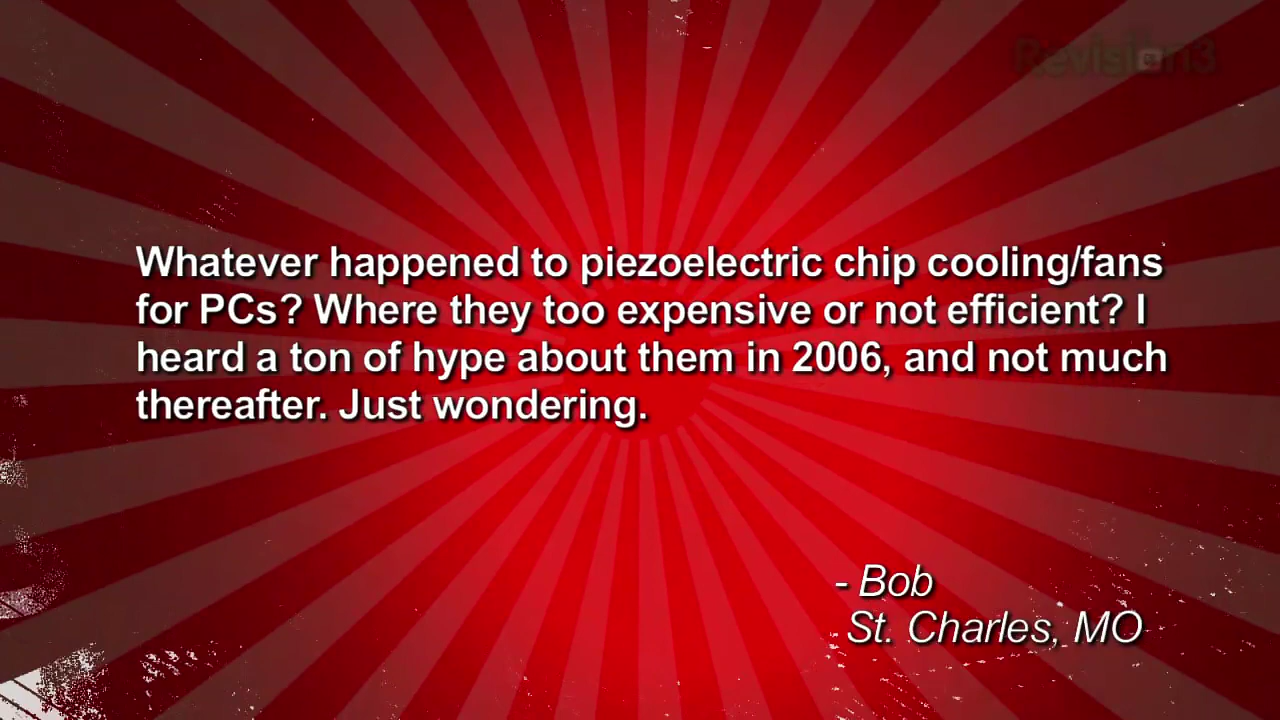 Revision3
Whatever happened to piezoelectric chip cooling/fans
for PCs? Where they too expensive or not efficient? I
heard a ton of hype about them in 2006, and not much
thereafter. Just wondering.
- Bob
St. Charles, MO